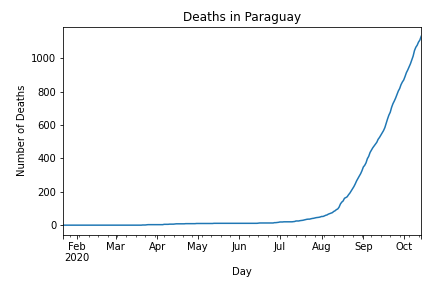 Deaths in Paraguay
Number of Deaths
1000
800
600
400
200
0
Feb Mar Apr May Jun Jul Aug Sep Oct
2020
Day